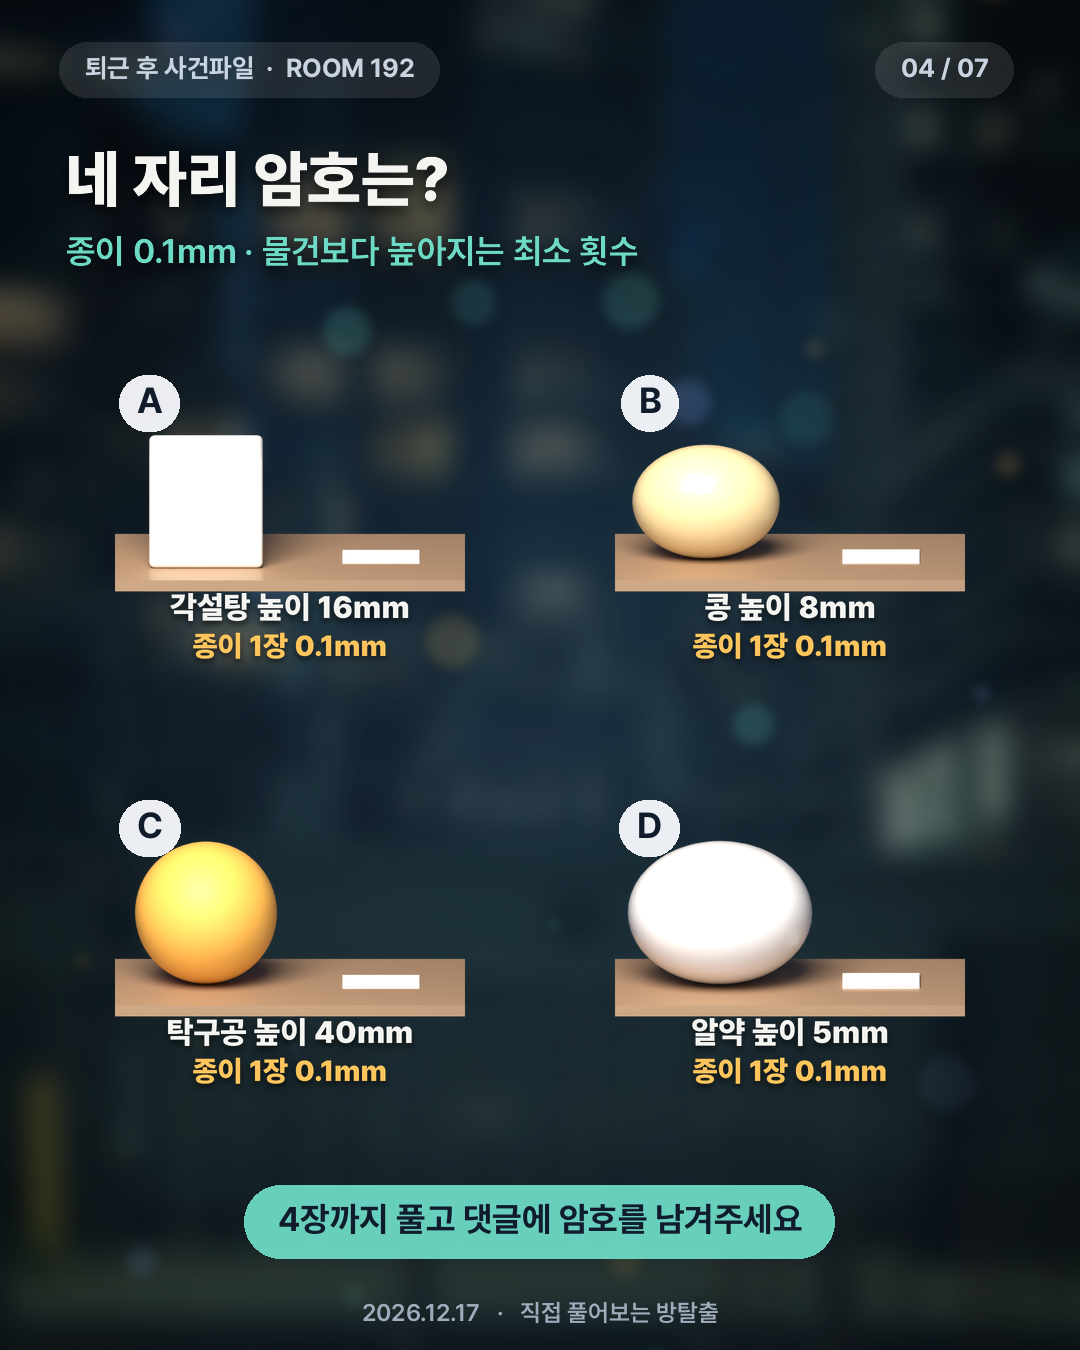 퇴근 후 사건파일 · ROOM 192
04 / 07
네 자리 암호는?
종이 0.1mm · 물건보다 높아지는 최소 횟수
A
B
각설탕 높이 16mm
종이 1장 0.1mm
콩 높이 8mm
종이 1장 0.1mm
C
D
탁구공 높이 40mm
종이 1장 0.1mm
알약 높이 5mm
종이 1장 0.1mm
4장까지 풀고 댓글에 암호를 남겨주세요
2026.12.17 · 직접 풀어보는 방탈출